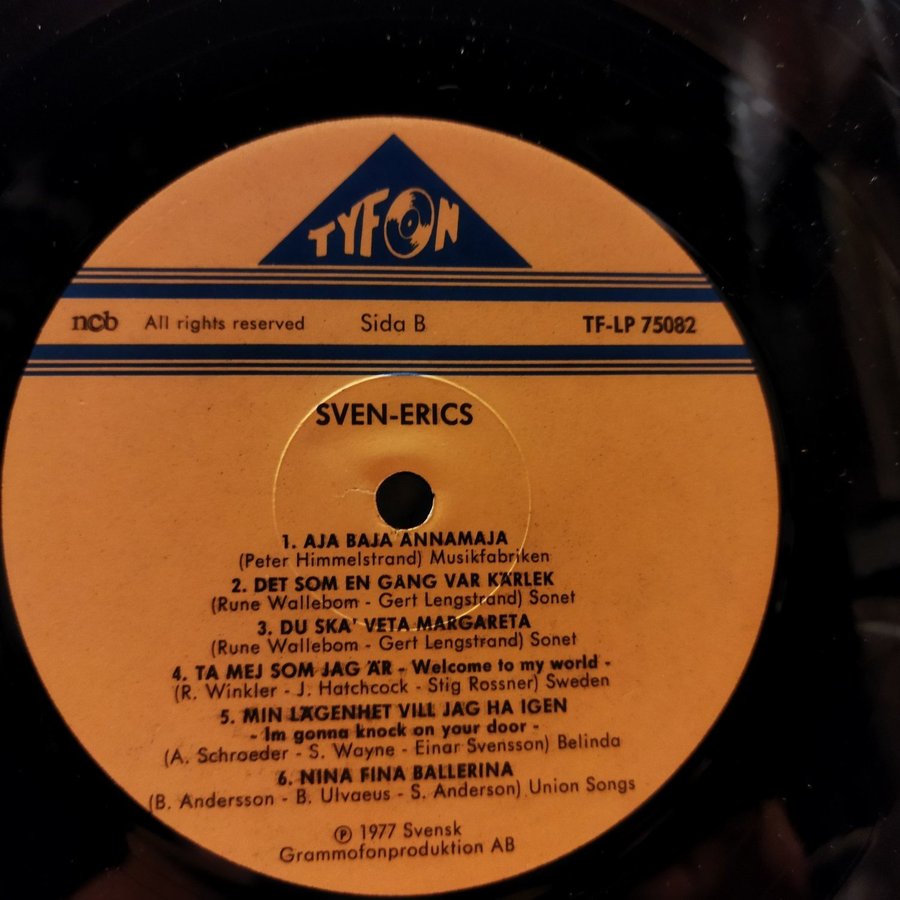 TYFON
ncb All rights reserved Sida B TF-LP 75082
SVEN-ERICS
1. AJA BAJA ANNAMAJA
(Peter Himmelstrand) Musikfabriken
2. DET SOM EN GÅNG VAR KÄRLEK
(Rune Wallebom - Gert Lengstrand) Sonet
3. DU SKA' VETA MARGARETA
(Rune Wallebom - Gert Lengstrand) Sonet
4. TA MEJ SOM JAG ÄR - Welcome to my world -
(R. Winkler - J. Hatchcock - Stig Rossner) Sweden
5. MIN LÄGENHET VILL JAG HA IGEN
- Im gonna knock on your door -
(A. Schroeder - S. Wayne - Einar Svensson) Belinda
6. NINA FINA BALLERINA
(B. Andersson - B. Ulvaeus - S. Anderson) Union Songs
Ⓟ 1977 Svensk
Grammofonproduktion AB